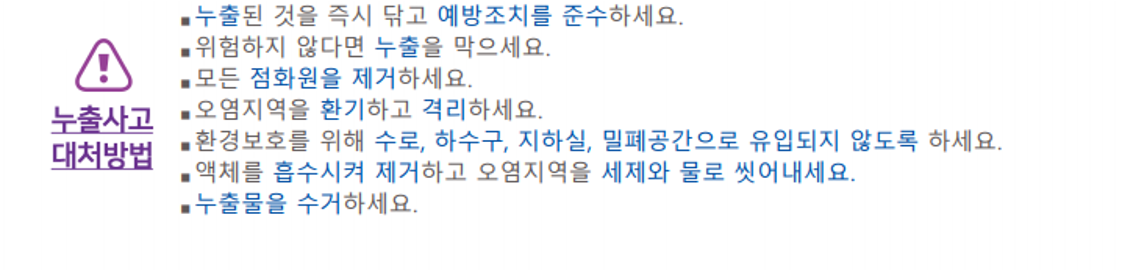 누출사고
대처방법
■누출된 것을 즉시 닦고 예방조치를 준수하세요.
■위험하지 않다면 누출을 막으세요.
■모든 점화원을 제거하세요.
■오염지역을 환기하고 격리하세요.
■환경보호를 위해 수로, 하수구, 지하실, 밀폐공간으로 유입되지 않도록 하세요.
■액체를 흡수시켜 제거하고 오염지역을 세제와 물로 씻어내세요.
■누출물을 수거하세요.